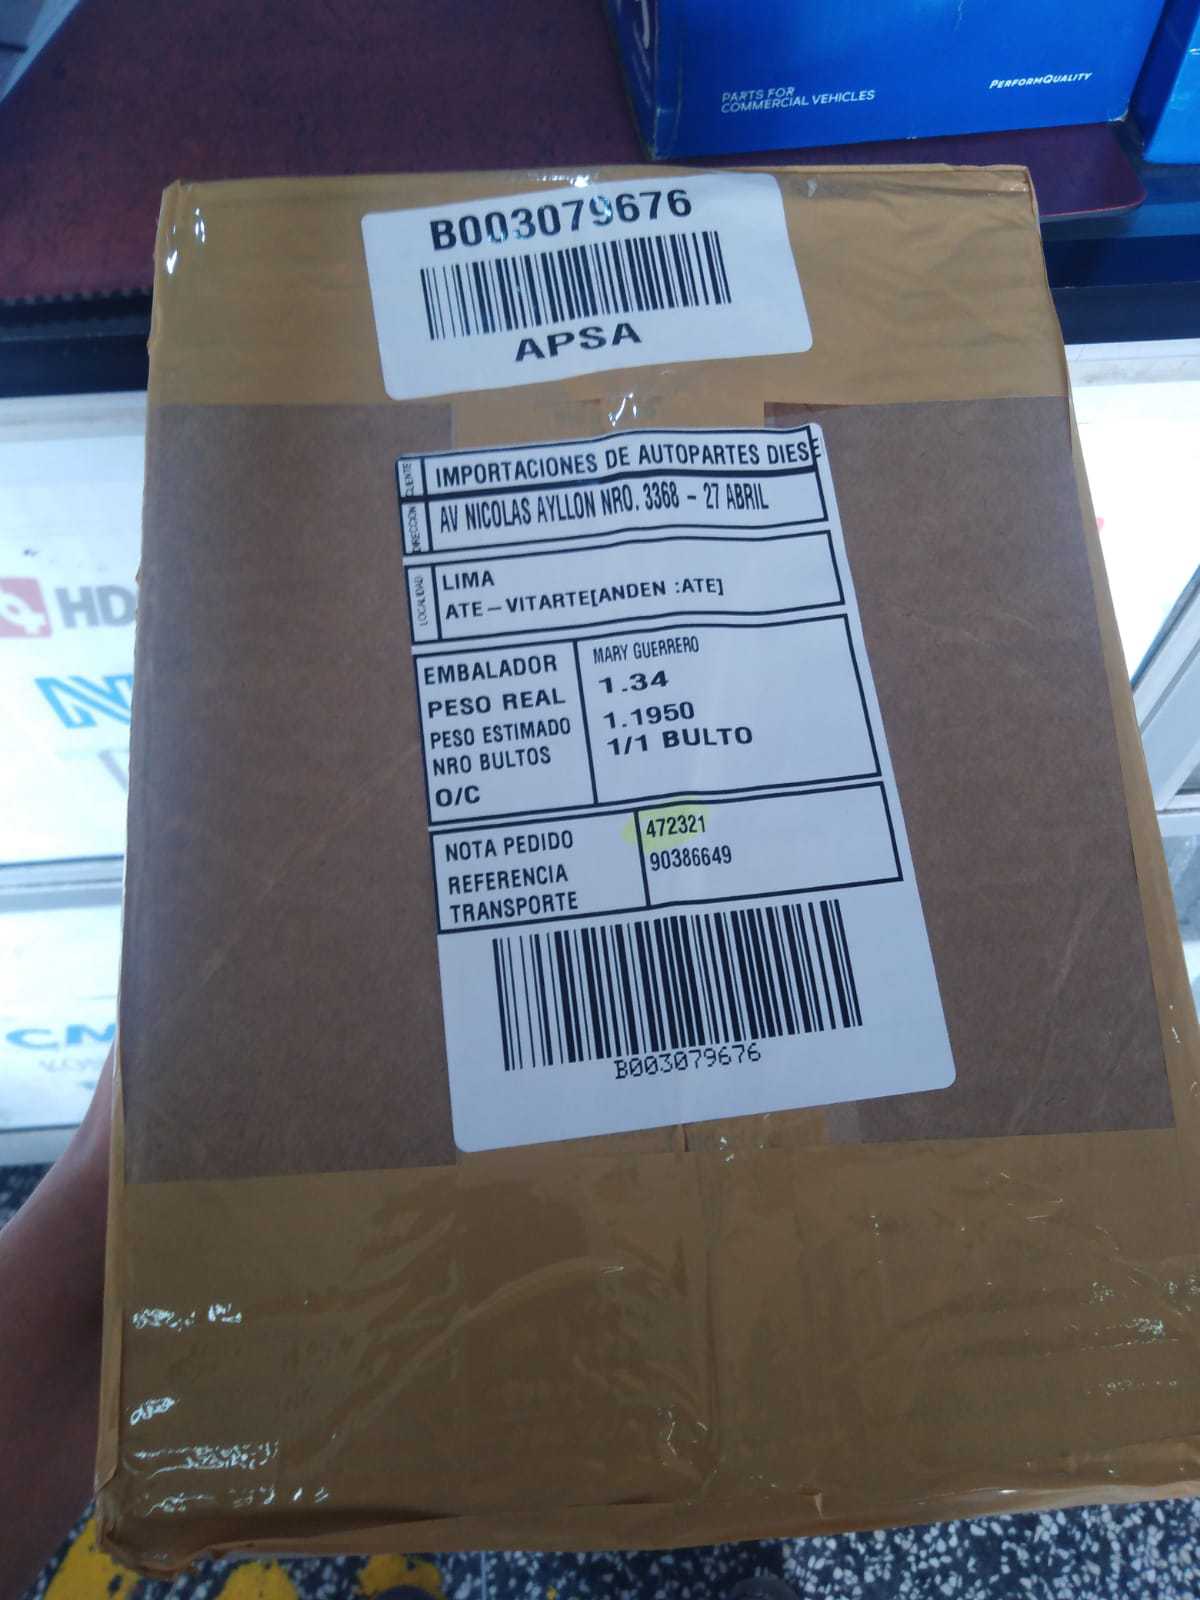 PARTS FOR
COMMERCIAL VEHICLES
PERFORMQUALITY
B003079676
APSA
CLIENTE
IMPORTACIONES DE AUTOPARTES DIESE
DIRECCION
AV NICOLAS AYLLON NRO. 3368 - 27 ABRIL
LOCALIDAD
LIMA
ATE - VITARTE[ANDEN :ATE]
EMBALADOR MARY GUERRERO
PESO REAL 1.34
PESO ESTIMADO 1.1950
NRO BULTOS 1/1 BULTO
O/C
NOTA PEDIDO 472321
REFERENCIA 90386649
TRANSPORTE
B003079676
HD
CM